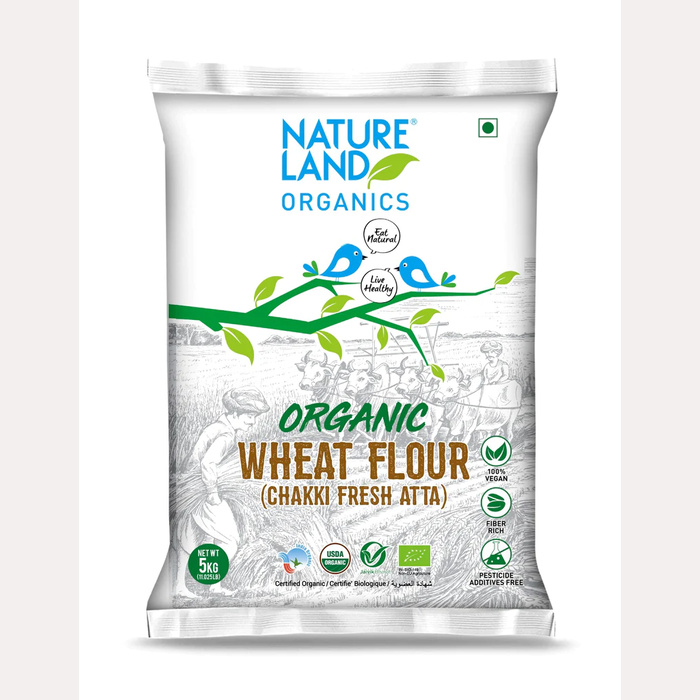 NATURE®
LAND
ORGANICS
Eat
Natural
Live
Healthy
ORGANIC
WHEAT FLOUR
(CHAKKI FRESH ATTA)
100%
VEGAN
FIBER
RICH
PESTICIDE
ADDITIVES FREE
NET WT
5KG
(11.025LB)
USDA
ORGANIC
Certified Organic / Certifie' Biologique / شهادة العضوية